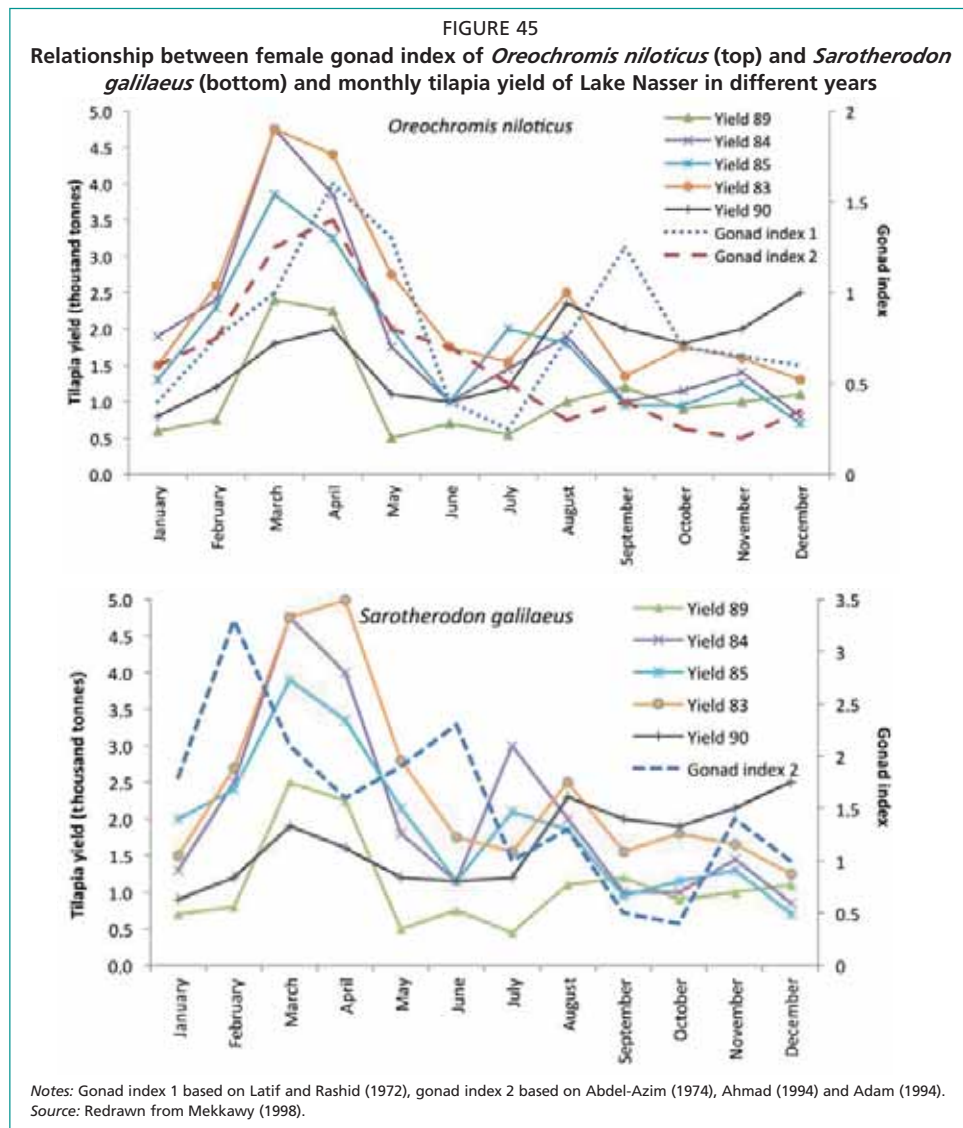 FIGURE 45
Relationship between female gonad index of Oreochromis niloticus (top) and Sarotherodon
galilaeus (bottom) and monthly tilapia yield of Lake Nasser in different years
Oreochromis niloticus
Tilapia yield (thousand tonnes)
5.0
4.5
4.0
3.5
3.0
2.5
2.0
1.5
1.0
0.5
0.0
2
1.5
1
0.5
0
Gonad index
Yield 89
Yield 84
Yield 85
Yield 83
Yield 90
Gonad index 1
Gonad index 2
January
February
March
April
May
June
July
August
September
October
November
December
Sarotherodon galilaeus
Tilapia yield (thousand tonnes)
5.0
4.5
4.0
3.5
3.0
2.5
2.0
1.5
1.0
0.5
0.0
3.5
3
2.5
2
1.5
1
0.5
0
Gonad index
Yield 89
Yield 84
Yield 85
Yield 83
Yield 90
Gonad index 2
January
February
March
April
May
June
July
August
September
October
November
December
Notes: Gonad index 1 based on Latif and Rashid (1972), gonad index 2 based on Abdel-Azim (1974), Ahmad (1994) and Adam (1994).
Source: Redrawn from Mekkawy (1998).